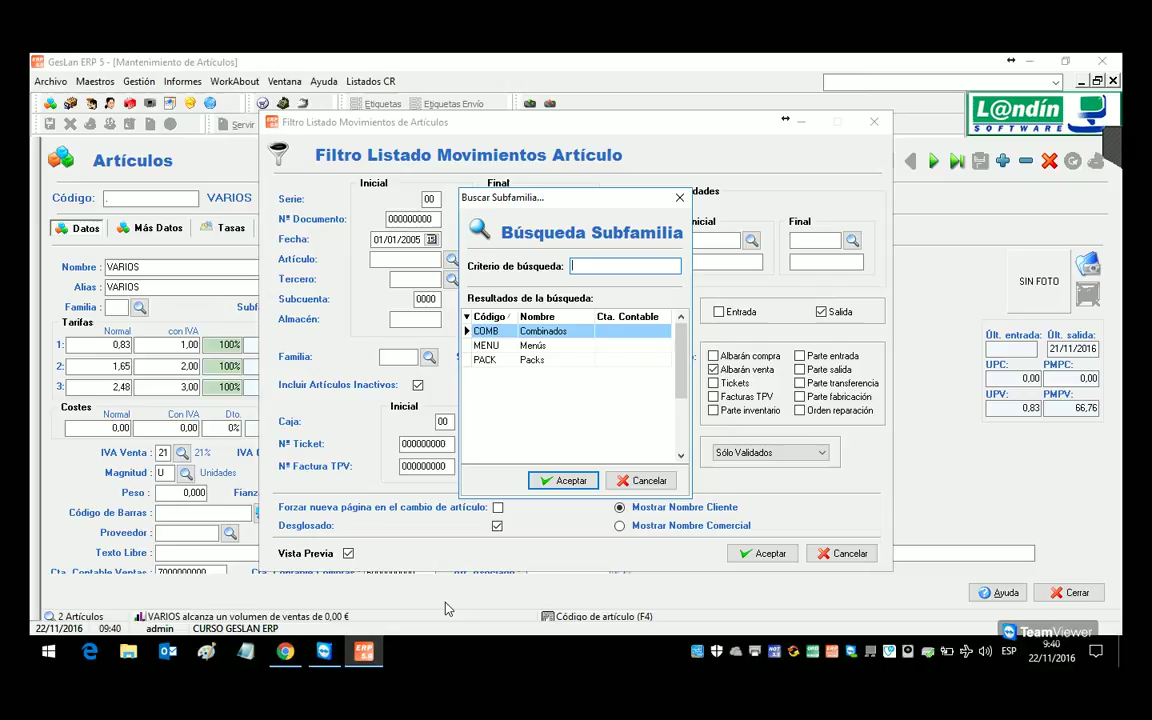 GesLan ERP 5 - [Mantenimiento de Artículos]
Archivo Maestros Gestión Informes WorkAbout Ventana Ayuda Listados CR
Etiquetas Etiquetas Envío
Servir
L@ndín
SOFTWARE
Artículos
Código: . VARIOS
Datos Más Datos Tasas
Nombre : VARIOS
Alias : VARIOS
Familia :
Tarifas
Normal con IVA
1: 0,83 1,00 100%
2: 1,65 2,00 100%
3: 2,48 3,00 100%
Costes
Normal Con IVA Dto.
0,00 0,00 0%
IVA Venta : 21 21%
Magnitud : U Unidades
Peso : 0,000
Código de Barras :
Proveedor :
Texto Libre :
Cta. Contable Ventas : 7000000000
Filtro Listado Movimientos de Artículos
Filtro Listado Movimientos Artículo
Inicial Final
Serie: 00
Nº Documento: 000000000
Fecha: 01/01/2005
Artículo:
Tercero:
Subcuenta: 0000
Almacén:
Familia:
Incluir Artículos Inactivos:
Inicial
Caja: 00
Nº Ticket: 000000000
Nº Factura TPV: 000000000
Forzar nueva página en el cambio de artículo:
Desglosado:
Vista Previa
Final
Entrada Salida
Albarán compra Parte entrada
Albarán venta Parte salida
Tickets Parte transferencia
Facturas TPV Parte fabricación
Parte inventario Orden reparación
Sólo Validados
Mostrar Nombre Cliente
Mostrar Nombre Comercial
Aceptar Cancelar
Buscar Subfamilia...
Búsqueda Subfamilia
Criterio de búsqueda:
Resultados de la búsqueda:
Código Nombre Cta. Contable
COMB Combinados
MENU Menús
PACK Packs
Aceptar Cancelar
SIN FOTO
Últ. entrada: Últ. salida:
21/11/2016
UPC: PMPC:
0,00 0,00
UPV: PMPV:
0,83 66,76
Ayuda Cerrar
2 Artículos VARIOS alcanza un volumen de ventas de 0,00 € Código de artículo (F4)
22/11/2016 09:40 admin CURSO GESLAN ERP
TeamViewer
ESP
9:40
22/11/2016